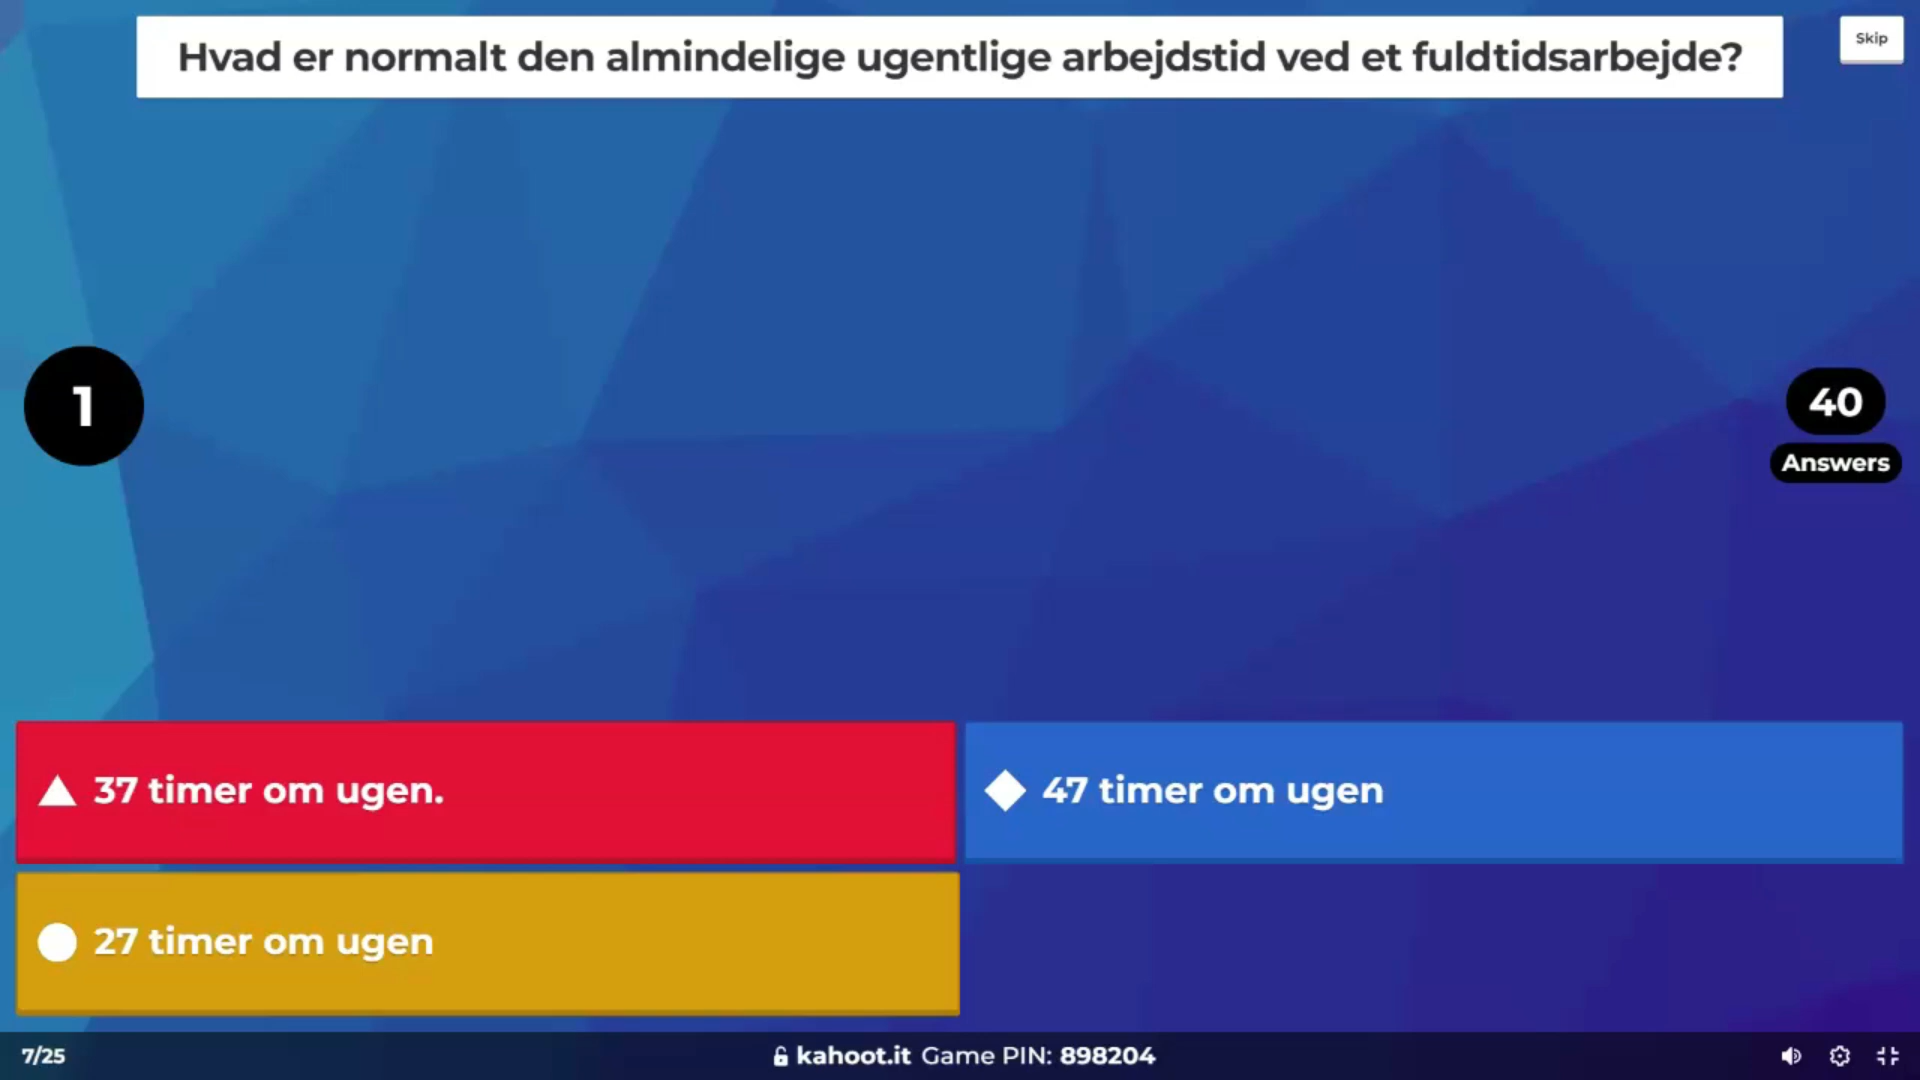 Hvad er normalt den almindelige ugentlige arbejdstid ved et fuldtidsarbejde?
Skip
1
40
Answers
37 timer om ugen.
47 timer om ugen
27 timer om ugen
7/25
kahoot.it Game PIN: 898204